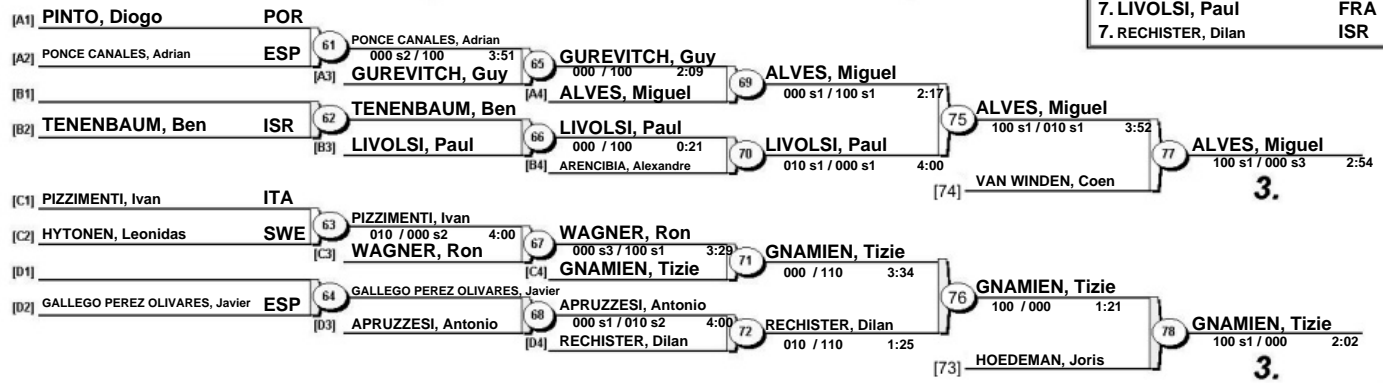 7. LIVOLSI, Paul FRA
7. RECHISTER, Dilan ISR
[A1] PINTO, Diogo POR
[A2] PONCE CANALES, Adrian ESP
61
PONCE CANALES, Adrian
000 s2 / 100 3:51
[A3] GUREVITCH, Guy
65
GUREVITCH, Guy
000 / 100 2:09
[A4] ALVES, Miguel
69
ALVES, Miguel
000 s1 / 100 s1 2:17
[B1]
[B2] TENENBAUM, Ben ISR
62
TENENBAUM, Ben
[B3] LIVOLSI, Paul
66
LIVOLSI, Paul
000 / 100 0:21
[B4] ARENCIBIA, Alexandre
70
LIVOLSI, Paul
010 s1 / 000 s1 4:00
75
ALVES, Miguel
100 s1 / 010 s1 3:52
[74] VAN WINDEN, Coen
77
ALVES, Miguel
100 s1 / 000 s3 2:54
3.
[C1] PIZZIMENTI, Ivan ITA
[C2] HYTONEN, Leonidas SWE
63
PIZZIMENTI, Ivan
010 / 000 s2 4:00
[C3] WAGNER, Ron
67
WAGNER, Ron
000 s3 / 100 s1 3:29
[C4] GNAMIEN, Tizie
71
GNAMIEN, Tizie
000 / 110 3:34
[D1]
[D2] GALLEGO PEREZ OLIVARES, Javier ESP
64
GALLEGO PEREZ OLIVARES, Javier
[D3] APRUZZESI, Antonio
68
APRUZZESI, Antonio
000 s1 / 010 s2 4:00
[D4] RECHISTER, Dilan
72
RECHISTER, Dilan
010 / 110 1:25
76
GNAMIEN, Tizie
100 / 000 1:21
[73] HOEDEMAN, Joris
78
GNAMIEN, Tizie
100 s1 / 000 2:02
3.